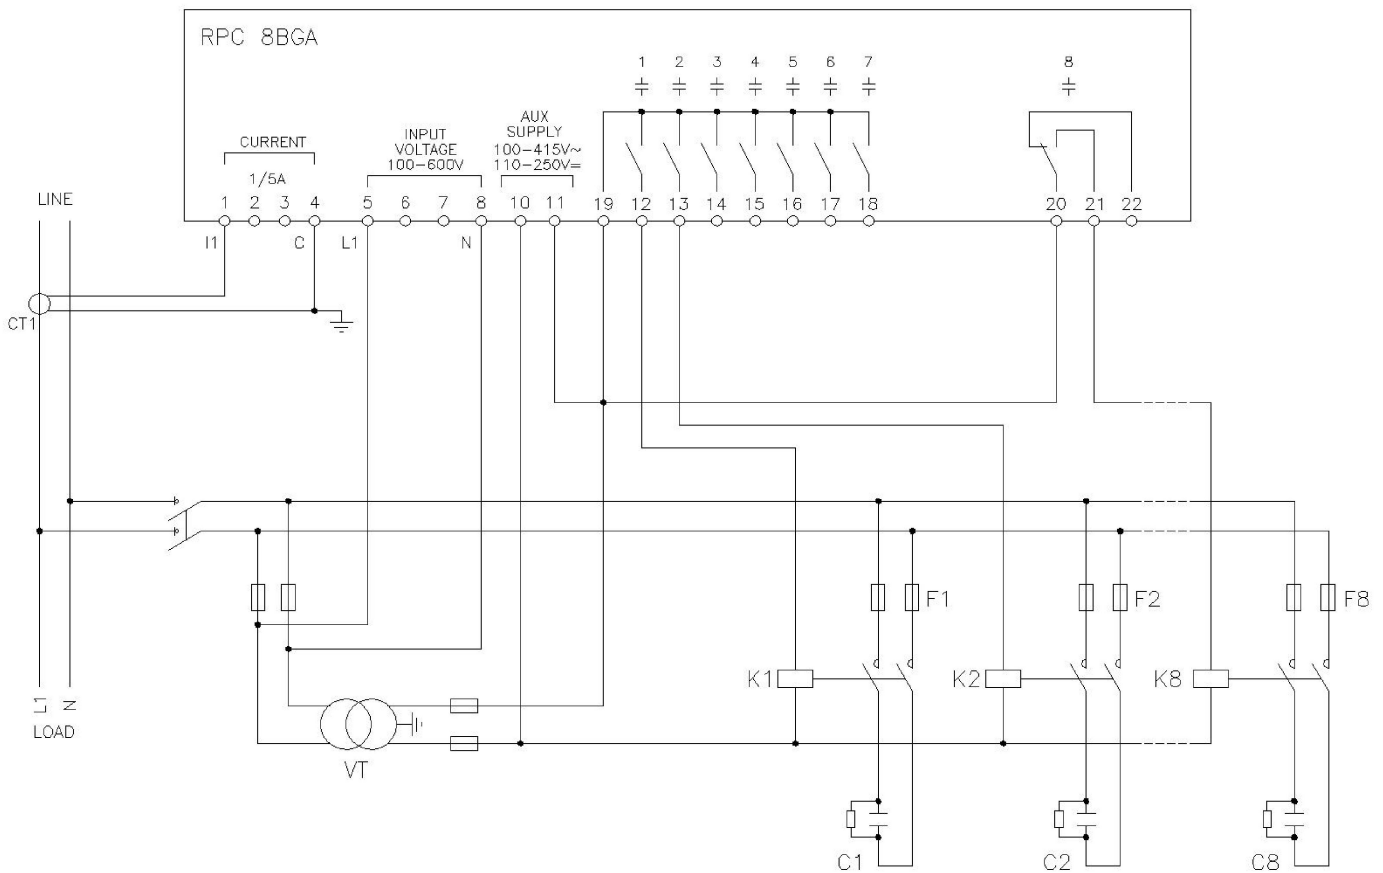 RPC 8BGA
1 2 3 4 5 6 7 8
CURRENT
1/5A
INPUT
VOLTAGE
100-600V
AUX
SUPPLY
100-415V~
110-250V=
LINE
1 2 3 4 5 6 7 8 10 11 19 12 13 14 15 16 17 18 20 21 22
I1 C L1 N
CT1
F1 F2 F8
K1 K2 K8
L1 N
LOAD
VT
C1 C2 C8